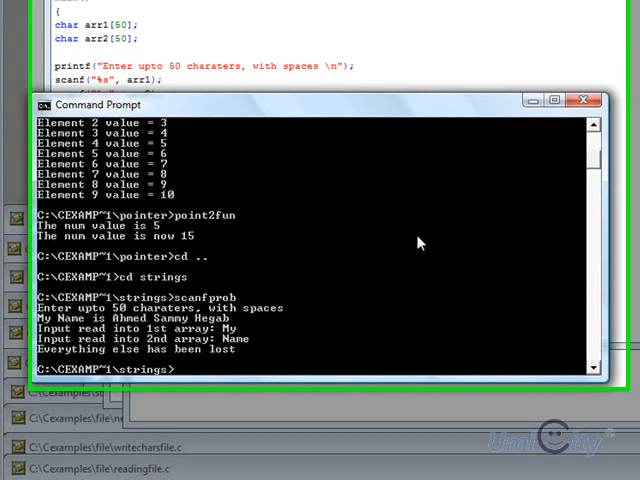 {
char arr1[50];
char arr2[50];
printf("Enter upto 50 charaters, with spaces \n");
scanf("%s", arr1);
Command Prompt
Element 2 value = 3
Element 3 value = 4
Element 4 value = 5
Element 5 value = 6
Element 6 value = 7
Element 7 value = 8
Element 8 value = 9
Element 9 value = 10
C:\CEXAMP~1\pointer>point2fun
The num value is 5
The num value is now 15
C:\CEXAMP~1\pointer>cd ..
C:\CEXAMP~1>cd strings
C:\CEXAMP~1\strings>scanfprob
Enter upto 50 charaters, with spaces
My Name is Ahmed Sammy Hegab
Input read into 1st array: My
Input read into 2nd array: Name
Everything else has been lost
C:\CEXAMP~1\strings>
C:\Cexamples\st
C:\Cexamples\file\ne
C:\Cexamples\file\writecharsfile.c
C:\Cexamples\file\readingfile.c
UmiCity®